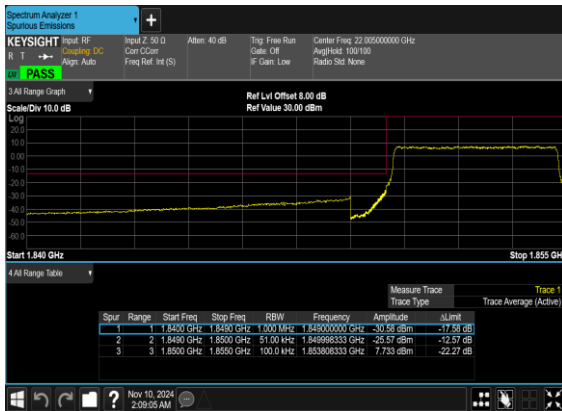 Spectrum Analyzer 1
Spurious Emissions
+
KEYSIGHT Input: RF Input Z: 50 Ω Atten: 40 dB Trig: Free Run Center Freq: 22.005000000 GHz
R T Coupling: DC Corr CCorr Gate: Off Avg|Hold: 100/100
Align: Auto Freq Ref: Int (S) IF Gain: Low Radio Std: None
PASS
3 All Range Graph
Ref Lvl Offset 8.00 dB
Scale/Div 10.0 dB Ref Value 30.00 dBm
Log
20.0
10.0
0.00
-10.0
-20.0
-30.0
-40.0
-50.0
-60.0
Start 1.840 GHz Stop 1.855 GH
4 All Range Table
Measure Trace Trace 1
Trace Type Trace Average (Active)
Spur Range Start Freq Stop Freq RBW Frequency Amplitude ΔLimit
1 1 1.8400 GHz 1.8490 GHz 1.000 MHz 1.849000000 GHz -30.58 dBm -17.58 dB
2 2 1.8490 GHz 1.8500 GHz 51.00 kHz 1.849998333 GHz -25.57 dBm -12.57 dB
3 3 1.8500 GHz 1.8550 GHz 100.0 kHz 1.853808333 GHz 7.733 dBm -22.27 dB
? Nov 10, 2024
2:09:05 AM